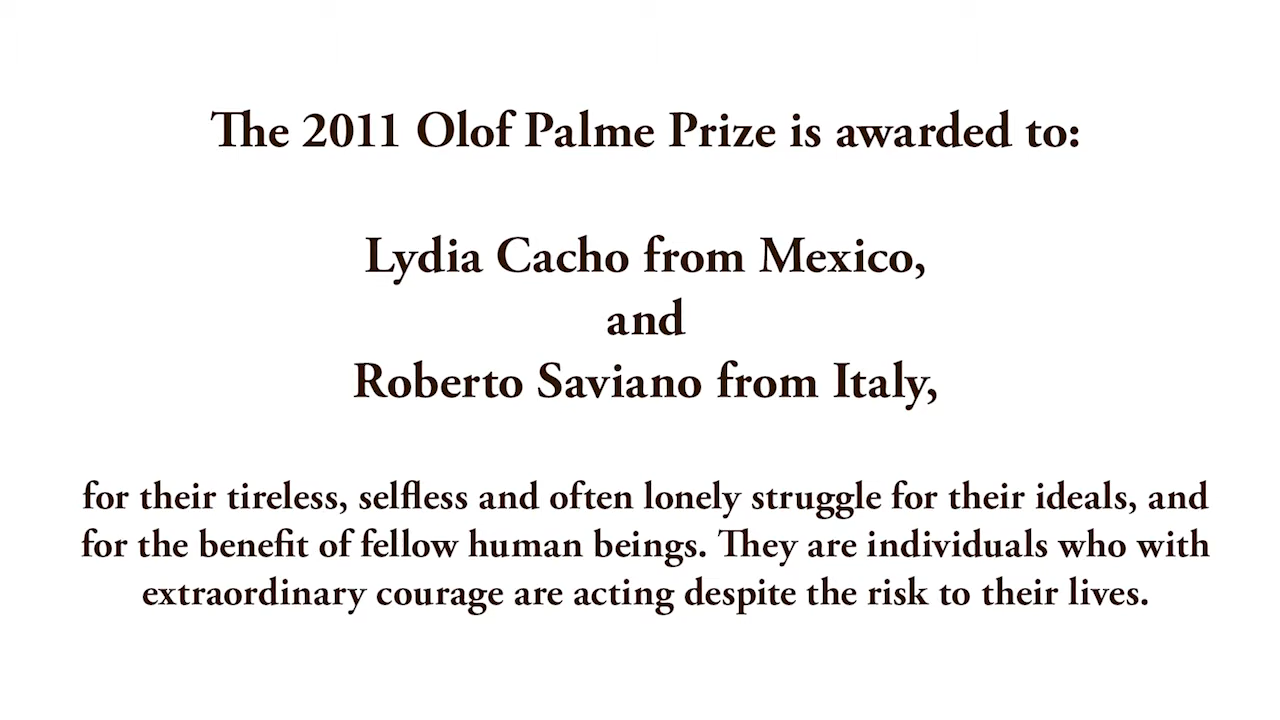 The 2011 Olof Palme Prize is awarded to:
Lydia Cacho from Mexico,
and
Roberto Saviano from Italy,
for their tireless, selfless and often lonely struggle for their ideals, and
for the benefit of fellow human beings. They are individuals who with
extraordinary courage are acting despite the risk to their lives.